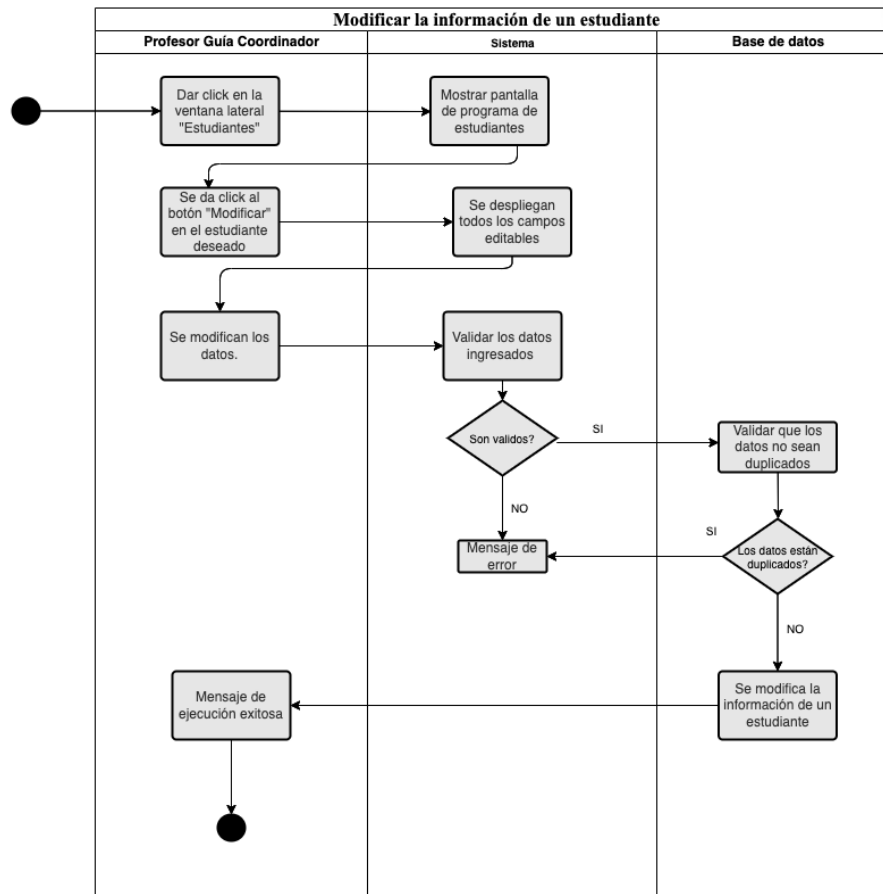 Modificar la información de un estudiante
Profesor Guía Coordinador
Sistema
Base de datos
Dar click en la
ventana lateral
"Estudiantes"
Mostrar pantalla
de programa de
estudiantes
Se da click al
botón "Modificar"
en el estudiante
deseado
Se despliegan
todos los campos
editables
Se modifican los
datos.
Validar los datos
ingresados
Son validos?
SI
Validar que los
datos no sean
duplicados
NO
SI
Mensaje de
error
Los datos están
duplicados?
NO
Mensaje de
ejecución exitosa
Se modifica la
información de un
estudiante